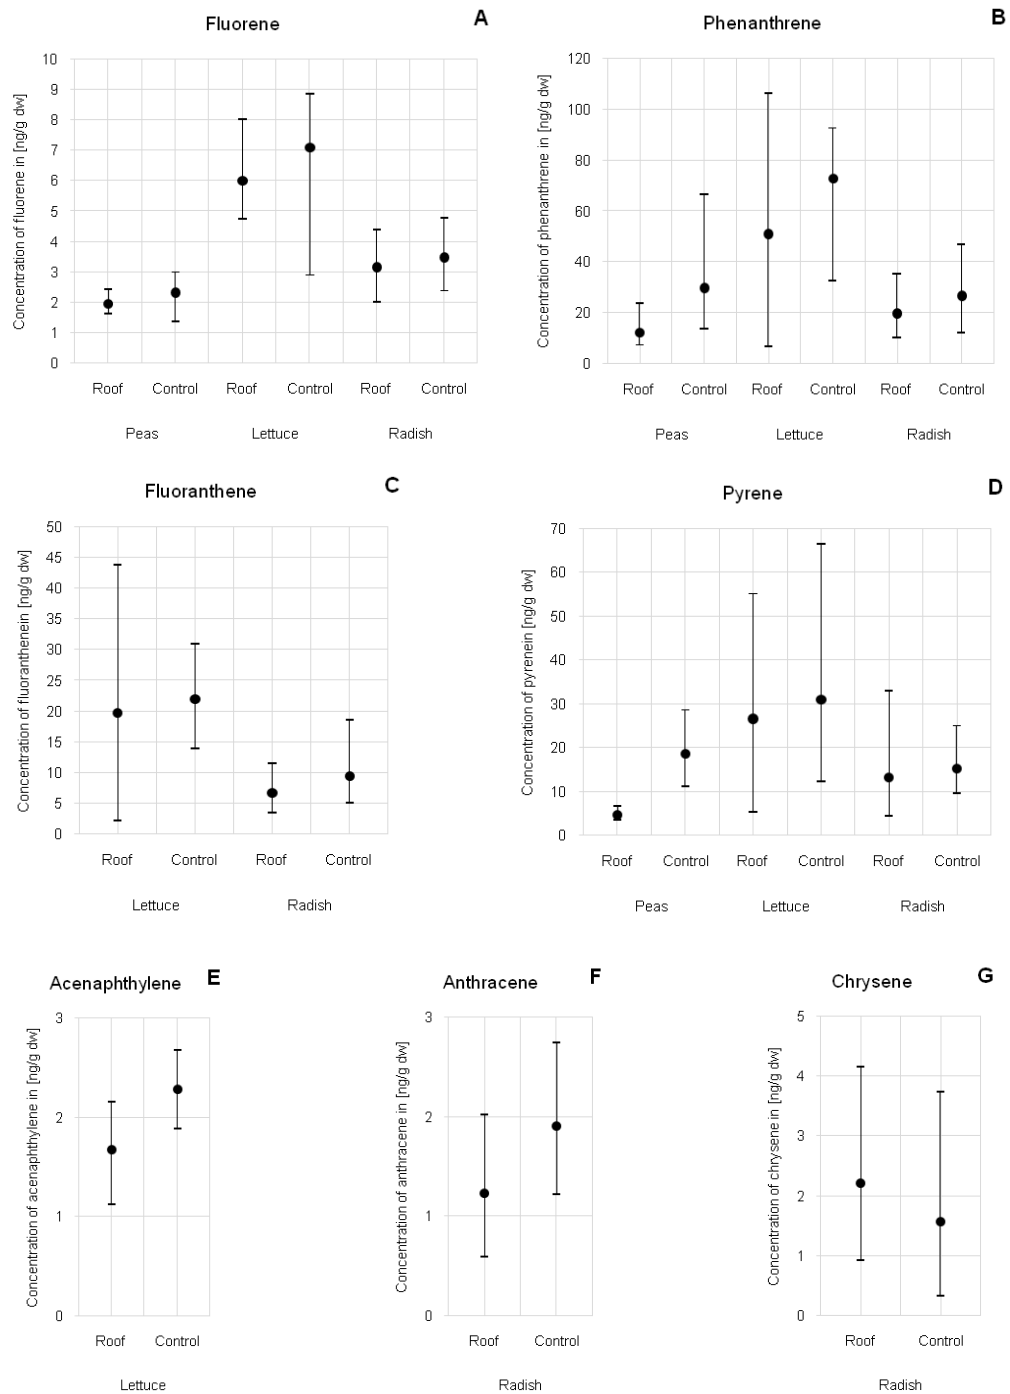 Fluorene
A
Concentration of fluorene in [ng/g dw]
10
9
8
7
6
5
4
3
2
1
0
Roof Control Roof Control Roof Control
Peas Lettuce Radish
Phenanthrene
B
Concentration of phenanthrene in [ng/g dw]
120
100
80
60
40
20
0
Roof Control Roof Control Roof Control
Peas Lettuce Radish
Fluoranthene
C
Concentration of fluoranthenein [ng/g dw]
50
45
40
35
30
25
20
15
10
5
0
Roof Control Roof Control
Lettuce Radish
Pyrene
D
Concentration of pyrenein [ng/g dw]
70
60
50
40
30
20
10
0
Roof Control Roof Control Roof Control
Peas Lettuce Radish
Acenaphthylene
E
Concentration of acenaphthylene in [ng/g dw]
3
2
1
0
Roof Control
Lettuce
Anthracene
F
Concentration of anthracene in [ng/g dw]
3
2
1
0
Roof Control
Radish
Chrysene
G
Concentration of chrysene in [ng/g dw]
5
4
3
2
1
0
Roof Control
Radish